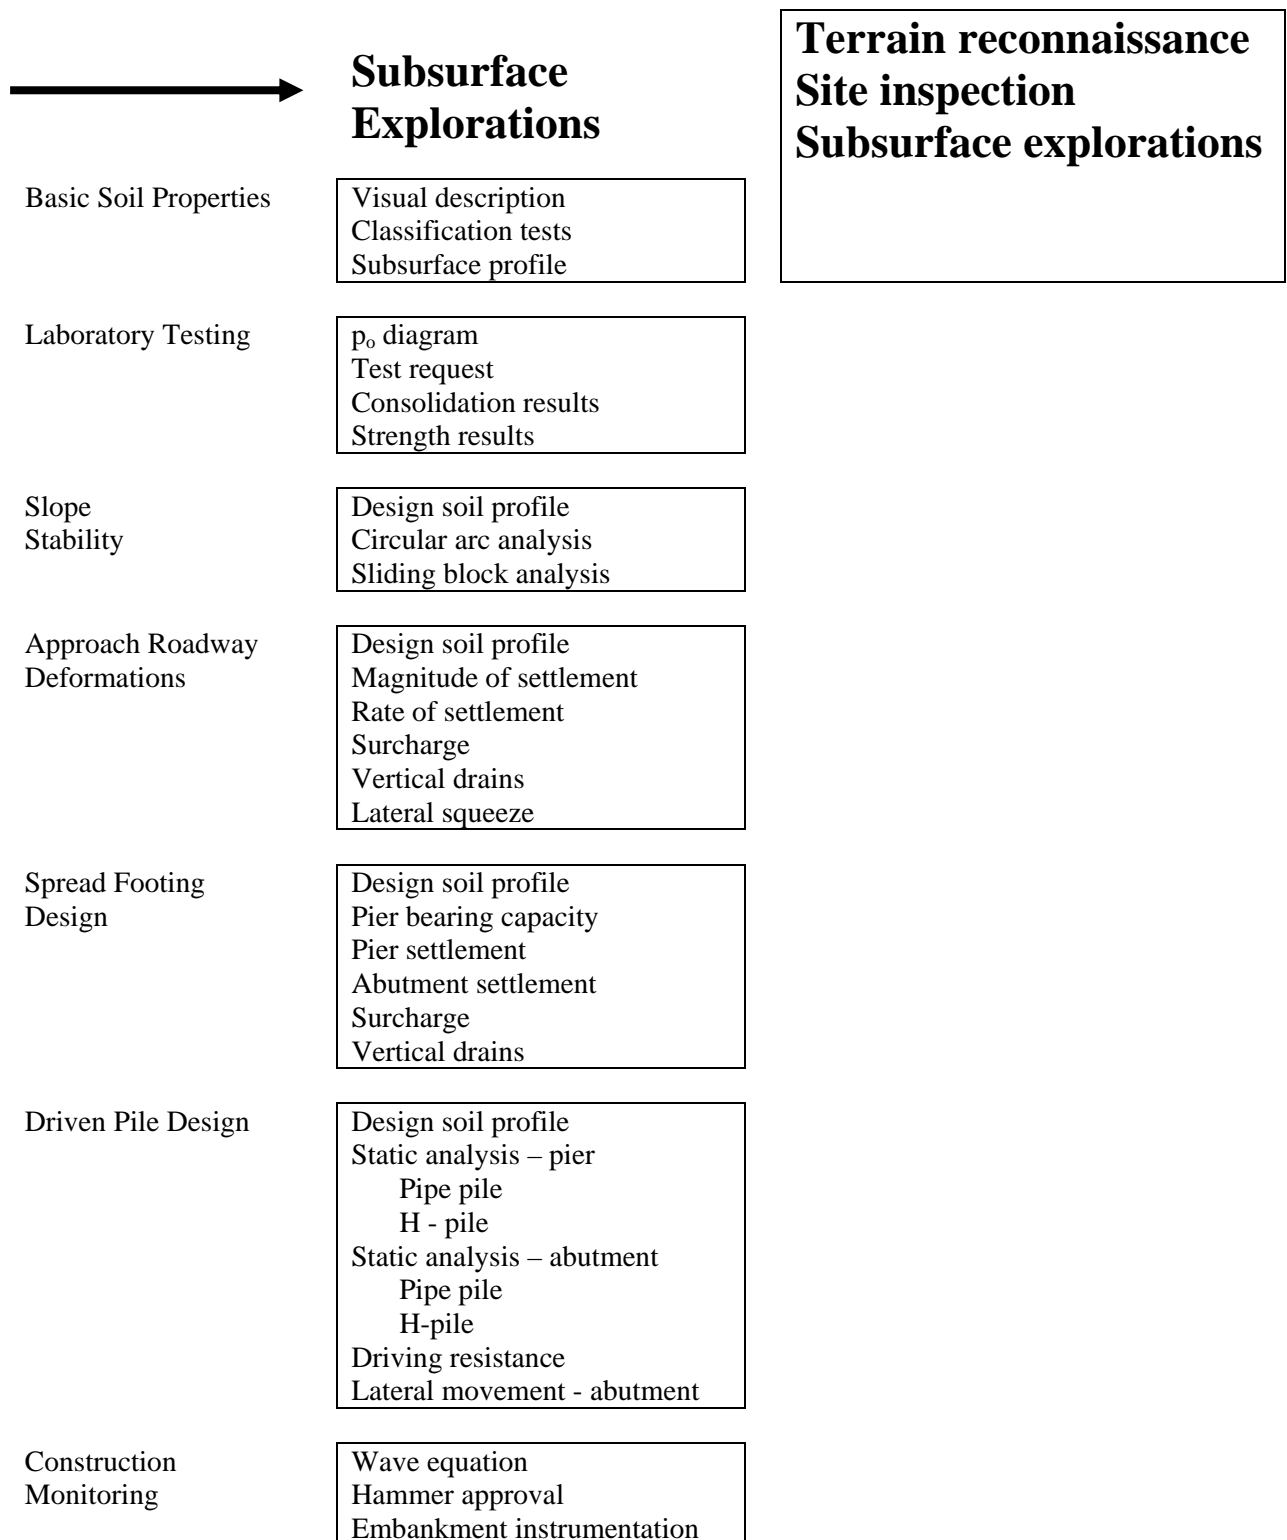 Subsurface
Explorations
Terrain reconnaissance
Site inspection
Subsurface explorations
Basic Soil Properties
Visual description
Classification tests
Subsurface profile
Laboratory Testing
pₒ diagram
Test request
Consolidation results
Strength results
Slope
Stability
Design soil profile
Circular arc analysis
Sliding block analysis
Approach Roadway
Deformations
Design soil profile
Magnitude of settlement
Rate of settlement
Surcharge
Vertical drains
Lateral squeeze
Spread Footing
Design
Design soil profile
Pier bearing capacity
Pier settlement
Abutment settlement
Surcharge
Vertical drains
Driven Pile Design
Design soil profile
Static analysis – pier
Pipe pile
H - pile
Static analysis – abutment
Pipe pile
H-pile
Driving resistance
Lateral movement - abutment
Construction
Monitoring
Wave equation
Hammer approval
Embankment instrumentation